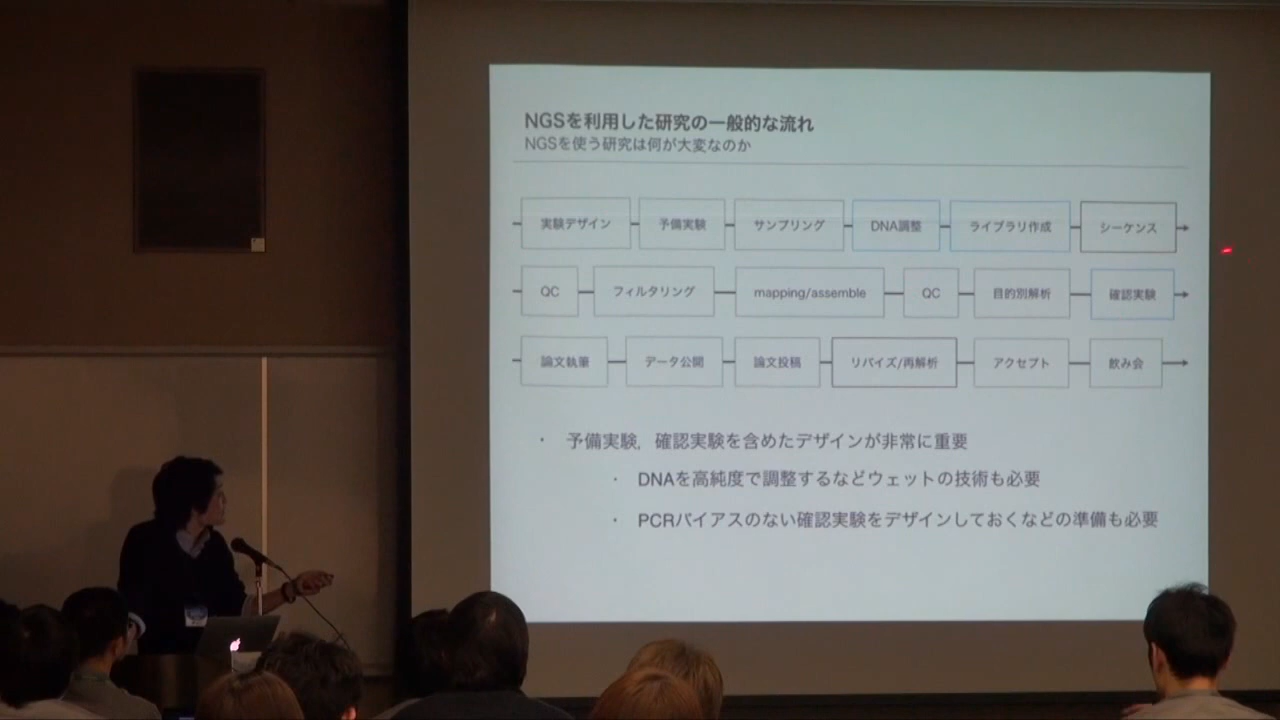 NGSを利用した研究の一般的な流れ
NGSを使う研究は何が大変なのか
実験デザイン 予備実験 サンプリング DNA調整 ライブラリ作成 シーケンス
QC フィルタリング mapping/assemble QC 目的別解析 確認実験
論文執筆 データ公開 論文投稿 リバイズ/再解析 アクセプト 飲み会
・ 予備実験，確認実験を含めたデザインが非常に重要
・ DNAを高純度で調整するなどウェットの技術も必要
・ PCRバイアスのない確認実験をデザインしておくなどの準備も必要